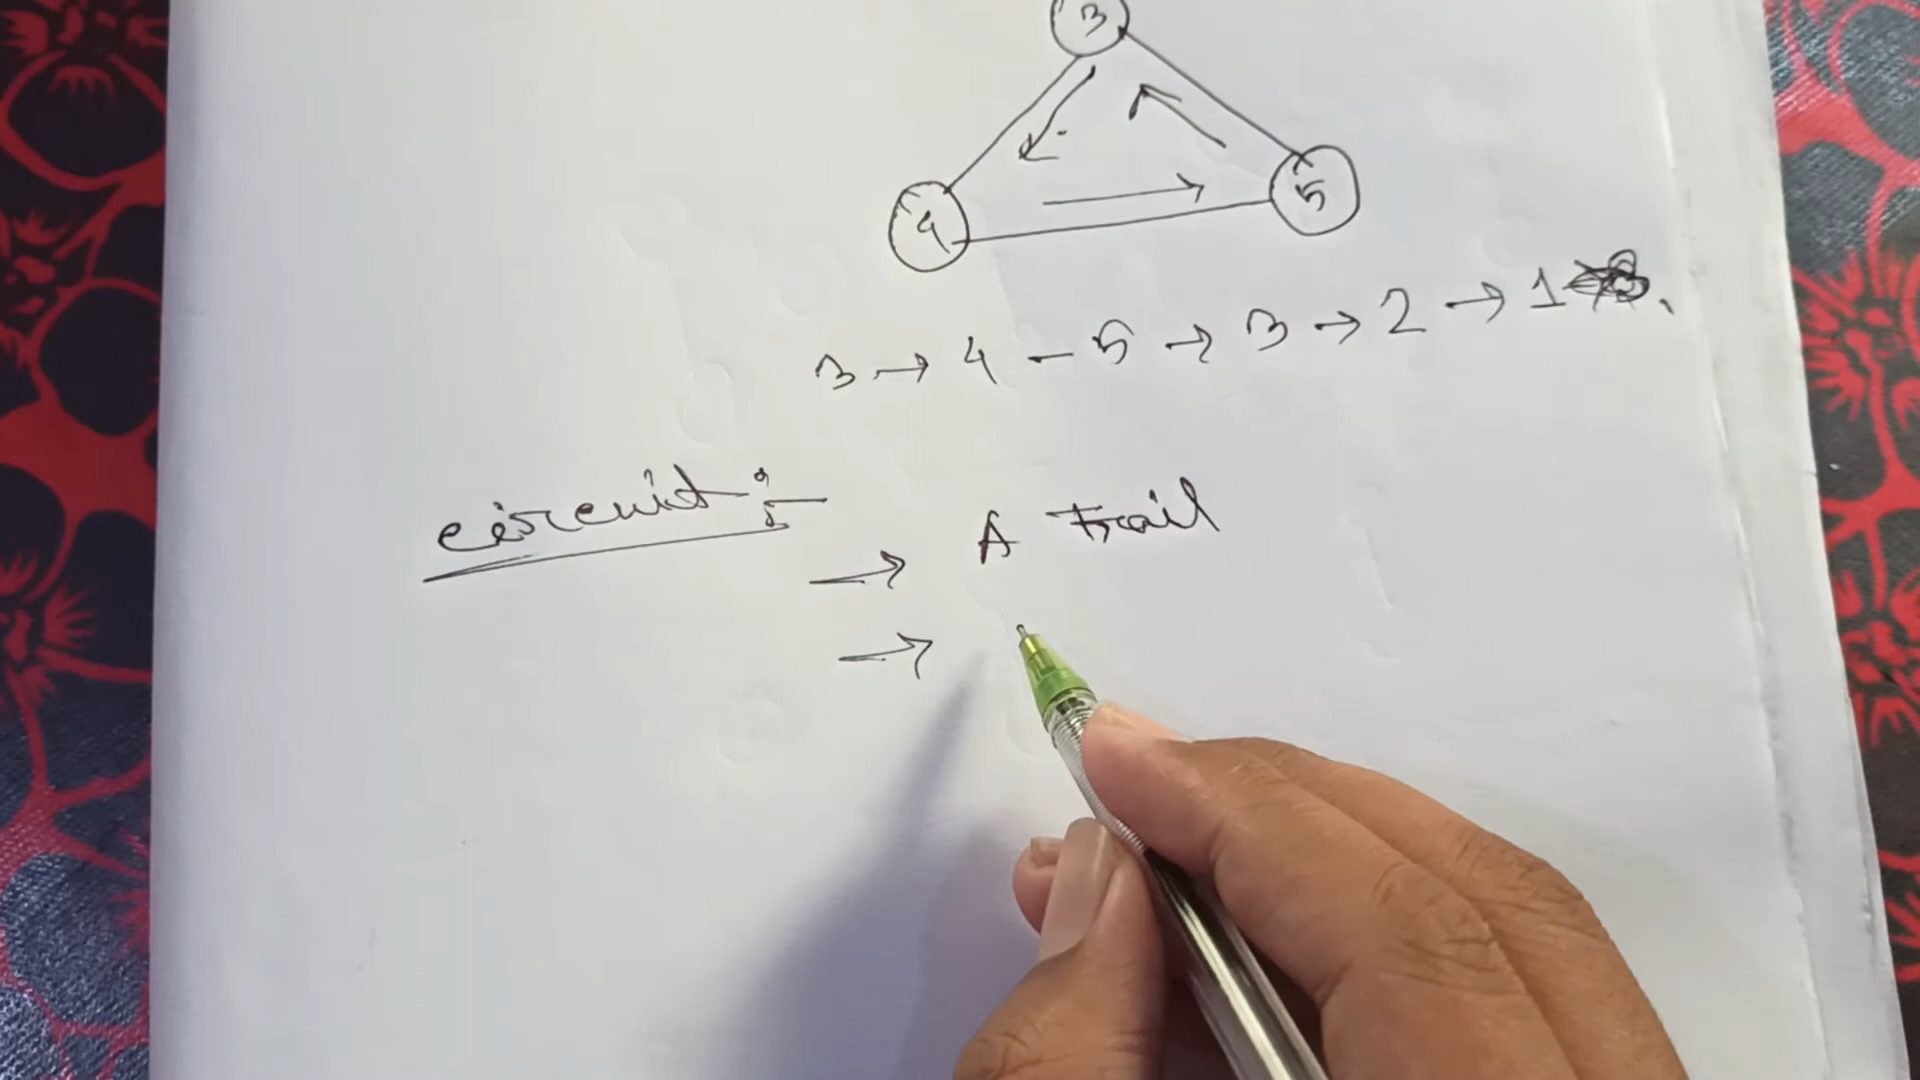 3
4
5
3 → 4 – 5 → 3 → 2 → 1
circuit :-
→ A Trail
→